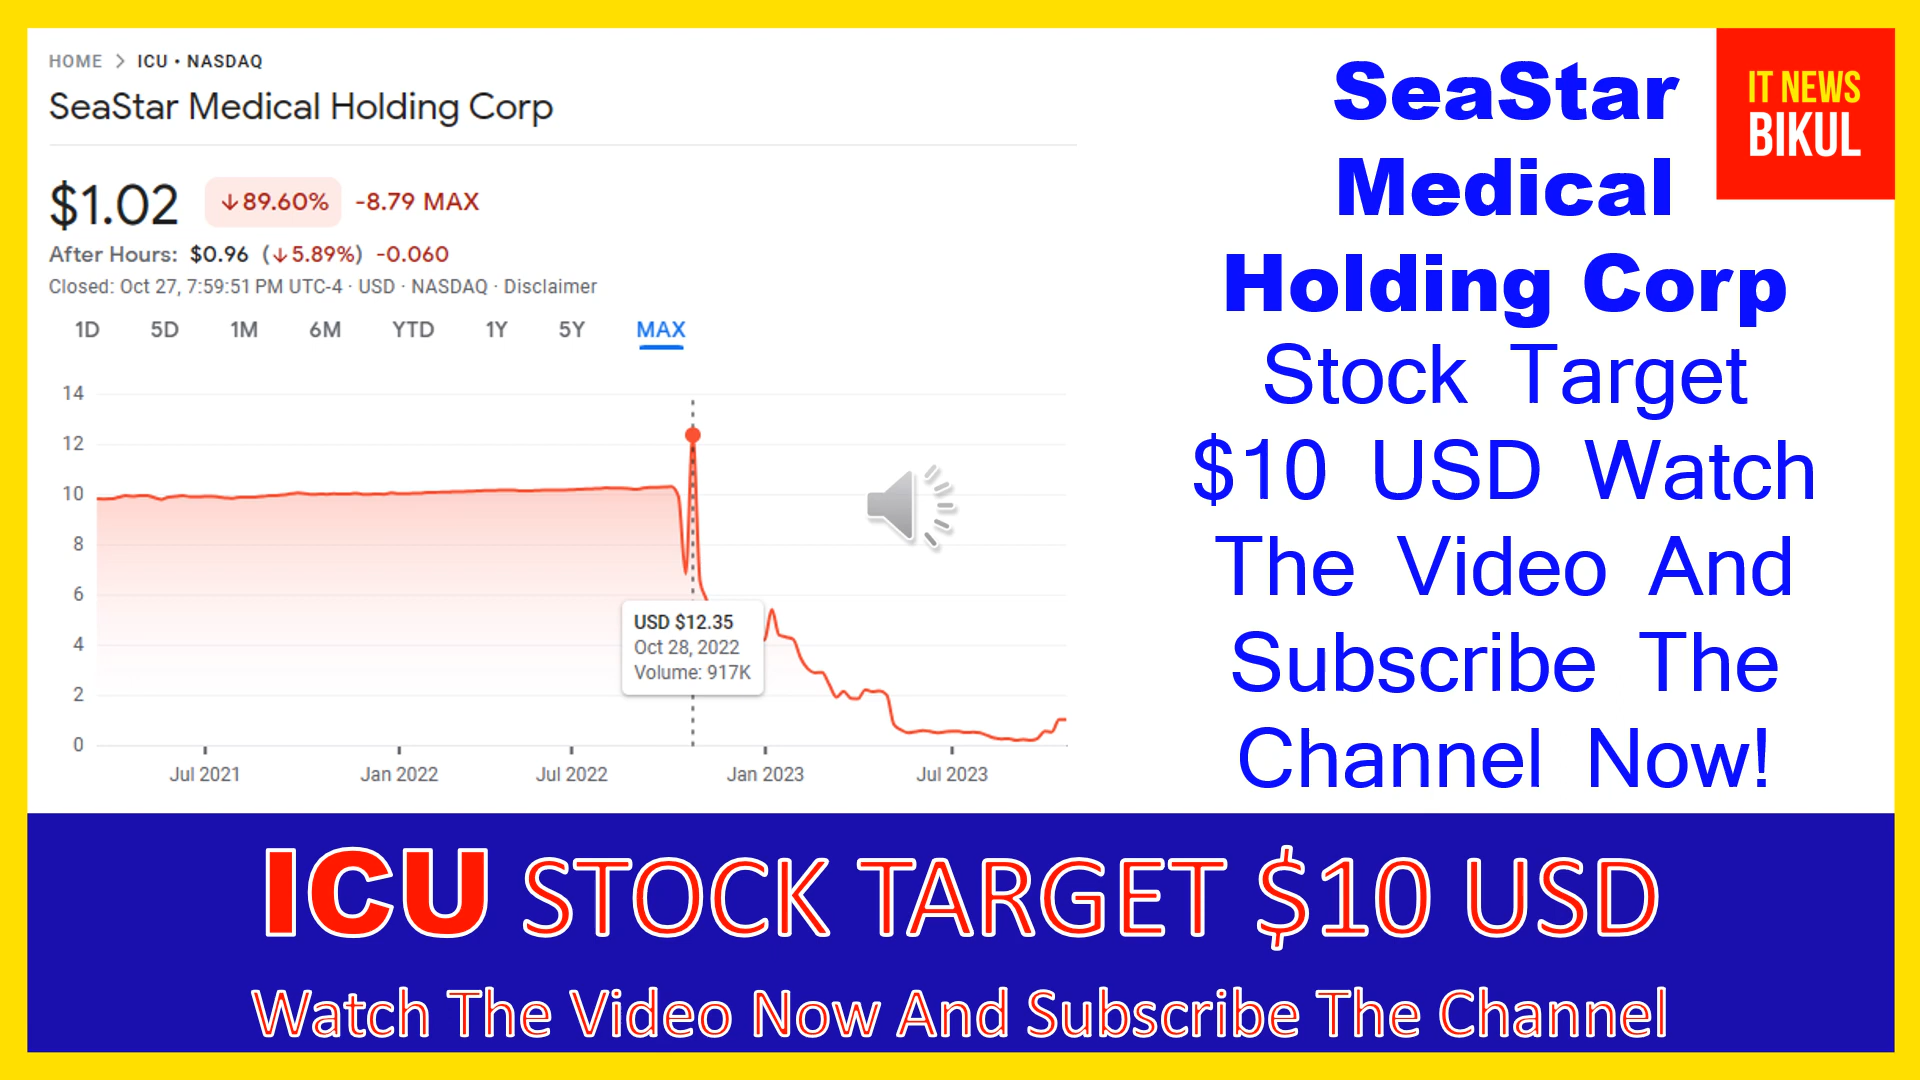 HOME > ICU • NASDAQ
SeaStar Medical Holding Corp
$1.02 ↓89.60% -8.79 MAX
After Hours: $0.96 (↓5.89%) -0.060
Closed: Oct 27, 7:59:51 PM UTC-4 · USD · NASDAQ · Disclaimer
1D 5D 1M 6M YTD 1Y 5Y MAX
14
12
10
8
6
4
2
0
USD $12.35
Oct 28, 2022
Volume: 917K
Jul 2021 Jan 2022 Jul 2022 Jan 2023 Jul 2023
SeaStar
Medical
Holding Corp
Stock Target
$10 USD Watch
The Video And
Subscribe The
Channel Now!
IT NEWS
BIKUL
ICU STOCK TARGET $10 USD
Watch The Video Now And Subscribe The Channel